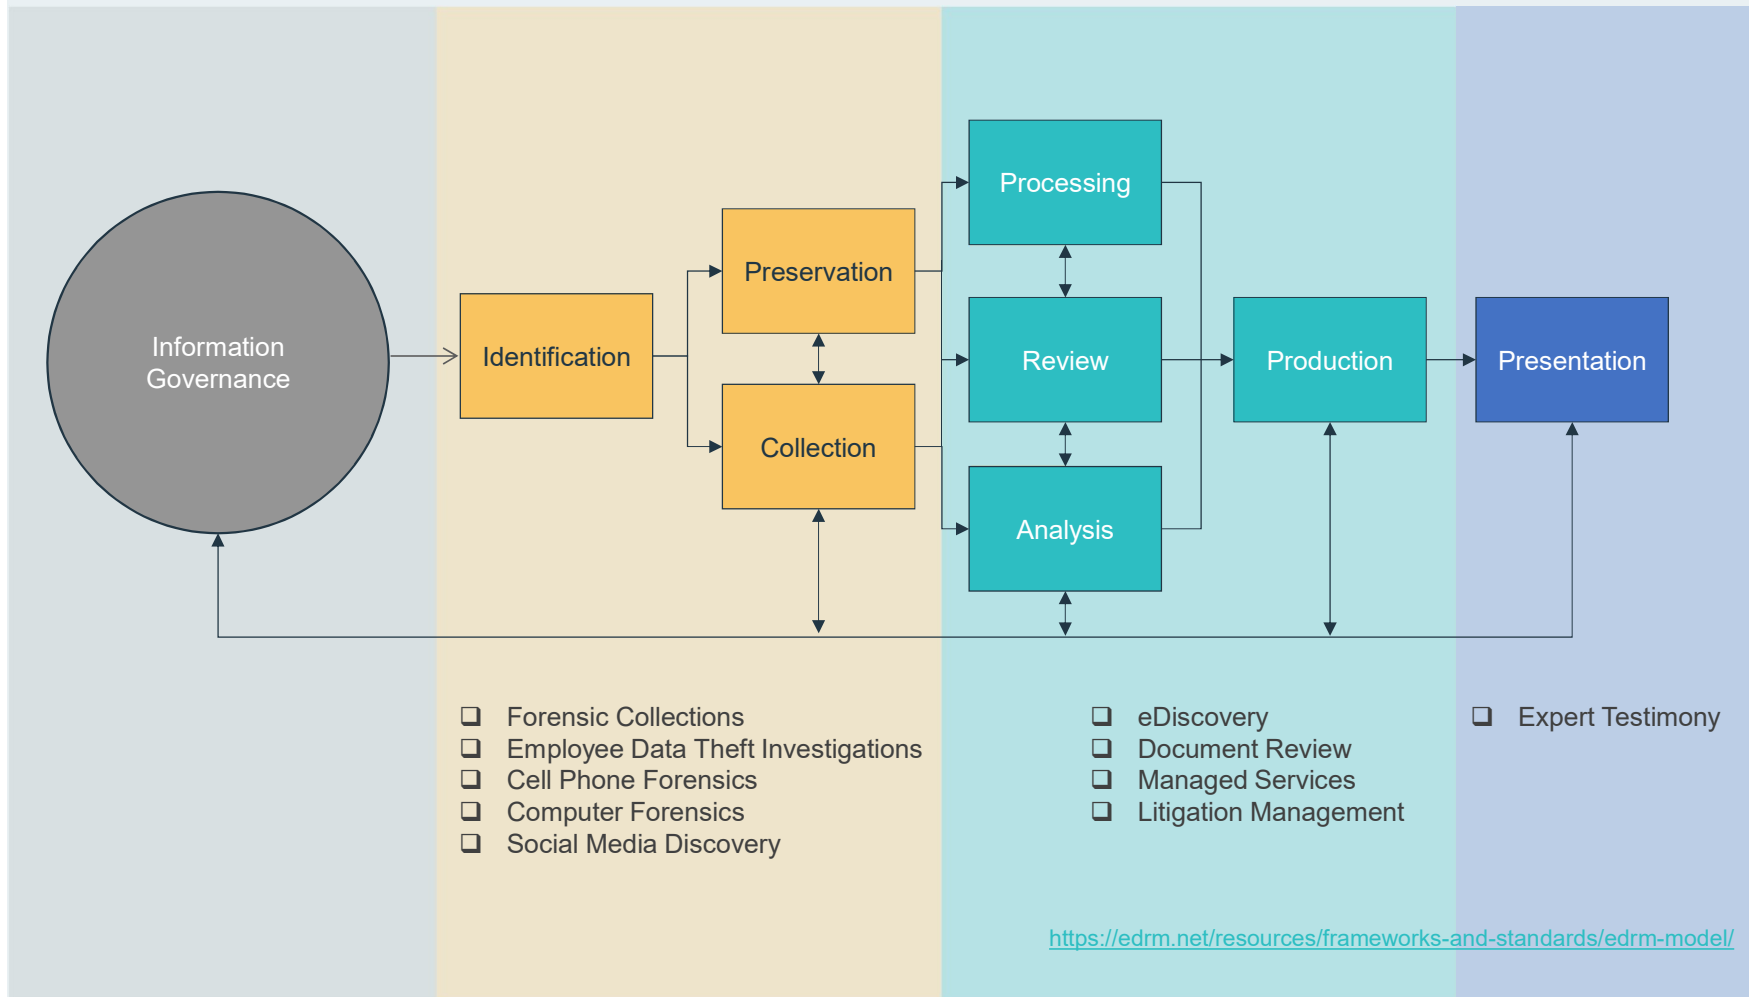 Information
Governance
Identification
Preservation
Collection
Processing
Review
Analysis
Production
Presentation
❑ Forensic Collections
❑ Employee Data Theft Investigations
❑ Cell Phone Forensics
❑ Computer Forensics
❑ Social Media Discovery
❑ eDiscovery
❑ Document Review
❑ Managed Services
❑ Litigation Management
❑ Expert Testimony
https://edrm.net/resources/frameworks-and-standards/edrm-model/